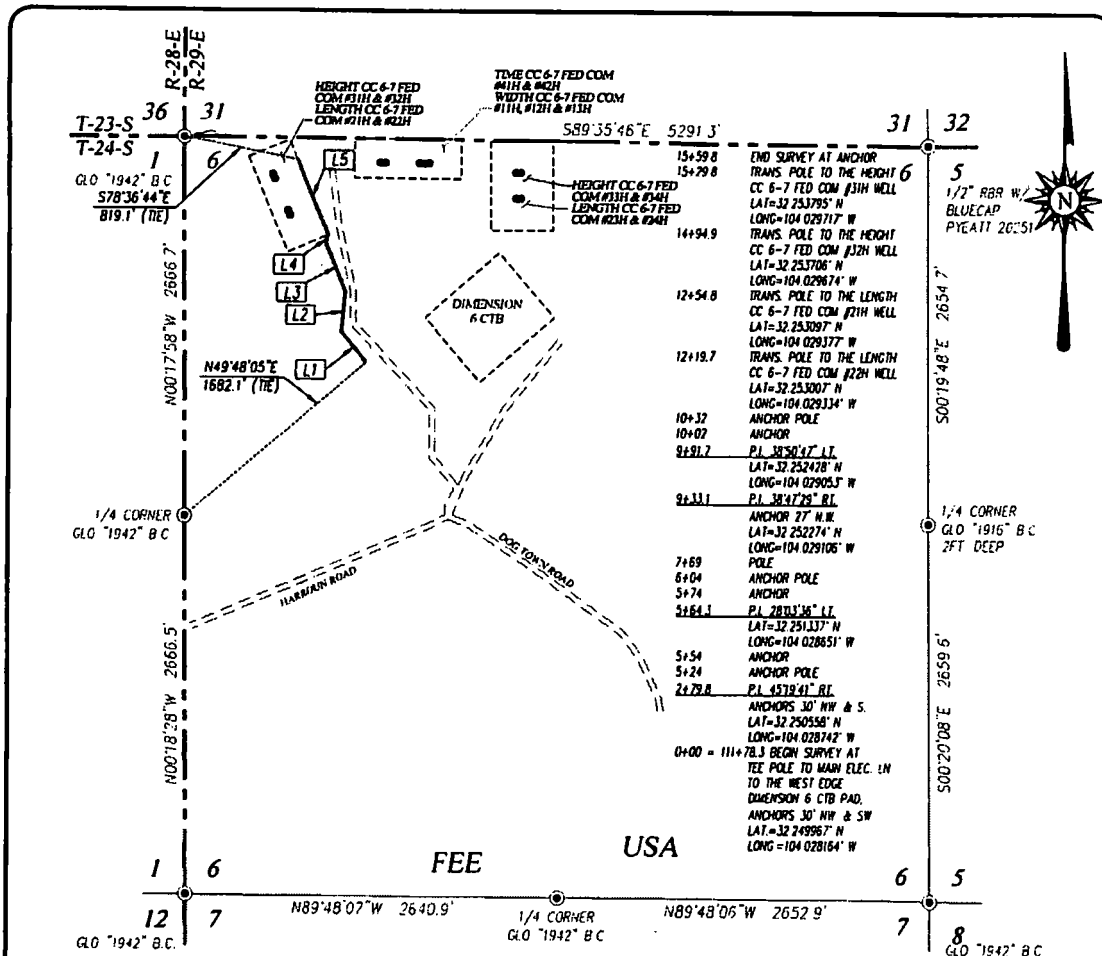 R-28-E
R-29-E
36 31
T-23-S
T-24-S
1 6
GLO "1942" B C
S78°36'44"E
819.1' (TIE)
HEIGHT CC 6-7 FED
COM #31H & #32H
LENGTH CC 6-7 FED
COM #21H & #22H
TIME CC 6-7 FED COM
#41H & #42H
WIDTH CC 6-7 FED COM
#11H, #12H & #13H
S89°35'46"E 5291.3'
31 32
6 5
1/2" RBR W/
BLUECAP
PYEATT 20251
N
L5
L4
L3
L2
L1
HEIGHT CC 6-7 FED
COM #33H & #34H
LENGTH CC 6-7 FED
COM #23H & #24H
DIMENSION
6 CTB
N00°17'58"W 2666.7'
N49°48'05"E
1682.1' (TIE)
1/4 CORNER
GLO "1942" B C
HARROUN ROAD
DOG TOWN ROAD
N00°18'28"W 2666.5'
15+59.8 END SURVEY AT ANCHOR
15+29.8 TRANS. POLE TO THE HEIGHT
CC 6-7 FED COM #31H WELL
LAT=32.253795° N
LONG=104.029717° W
14+94.9 TRANS. POLE TO THE HEIGHT
CC 6-7 FED COM #32H WELL
LAT=32.253706° N
LONG=104.029674° W
12+54.8 TRANS. POLE TO THE LENGTH
CC 6-7 FED COM #21H WELL
LAT=32.253097° N
LONG=104.029377° W
12+19.7 TRANS. POLE TO THE LENGTH
CC 6-7 FED COM #22H WELL
LAT=32.253007° N
LONG=104.029334° W
10+32 ANCHOR POLE
10+02 ANCHOR
9+91.7 P.I. 38°50'47" LT.
LAT=32.252428° N
LONG=104.029053° W
9+33.1 P.I. 38°47'29" RT.
ANCHOR 27' N.W.
LAT=32.252274° N
LONG=104.029106° W
7+69 POLE
6+04 ANCHOR POLE
5+74 ANCHOR
5+64.3 P.I. 28°03'36" LT.
LAT=32.251337° N
LONG=104.028651° W
5+54 ANCHOR
5+24 ANCHOR POLE
2+79.8 P.I. 45°19'41" RT.
ANCHORS 30' NW & S.
LAT=32.250558° N
LONG=104.028742° W
0+00 = 111+78.3 BEGIN SURVEY AT
TEE POLE TO MAIN ELEC. LN
TO THE WEST EDGE
DIMENSION 6 CTB PAD,
ANCHORS 30' NW & SW
LAT.=32.249967° N
LONG =104.028164° W
S00°19'48"E 2654.7'
1/4 CORNER
GLO "1916" B C
2FT DEEP
S00°20'08"E 2659.6'
FEE
USA
1 6
12 7
GLO "1942" B.C.
N89°48'07"W 2640.9'
1/4 CORNER
GLO "1942" B C
N89°48'06"W 2652.9'
6 5
7 8
GLO "1942" B C